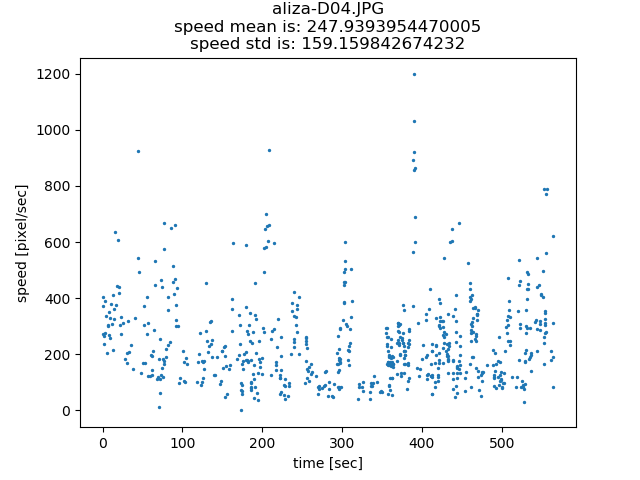 aliza-D04.JPG
speed mean is: 247.9393954470005
speed std is: 159.159842674232
1200
1000
800
600
400
200
0
speed [pixel/sec]
0 100 200 300 400 500
time [sec]